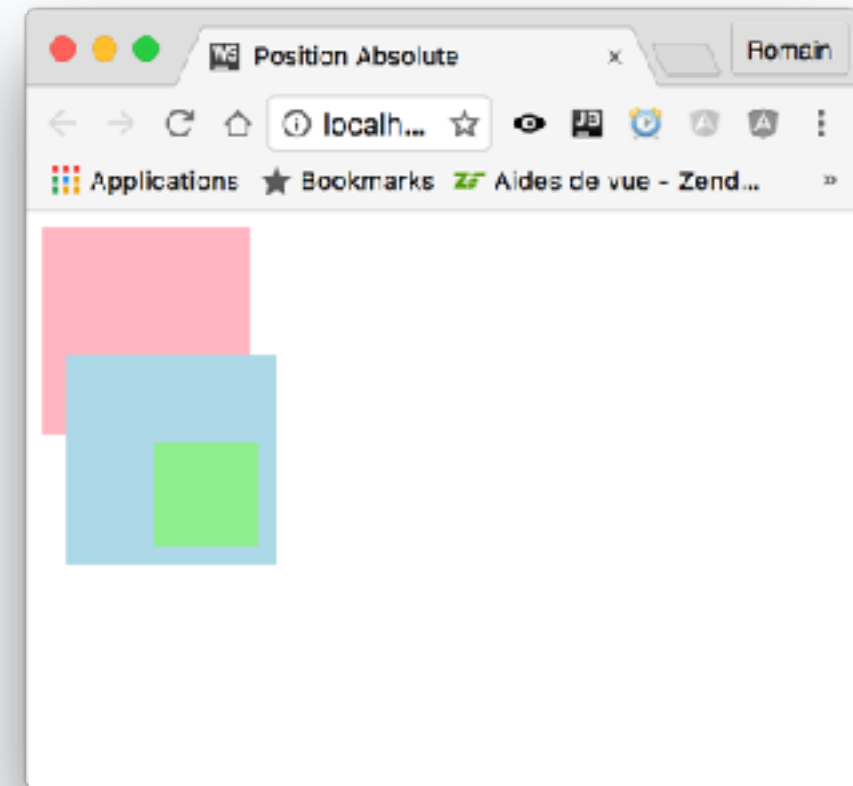 Position Absolute
Romain
localh...
Applications Bookmarks Aides de vue - Zend...